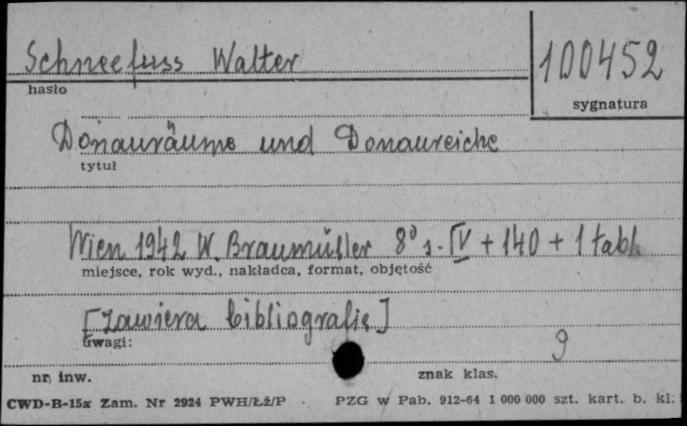 Schneefuss Walter
100452
hasło
sygnatura
Donauräume und Donaureiche
tytuł
Wien 1942 W. Braumüller 8° s. IV + 140 + 1 tabl.
miejsce, rok wyd., nakładca, format, objętość
[Zawiera bibliografię]
uwagi:
9
nr. inw.
znak klas.
CWD-B-15x Zam. Nr 2924 PWH/Łź/P PZG w Pab. 912-64 1 000 000 szt. kart. b. kl.